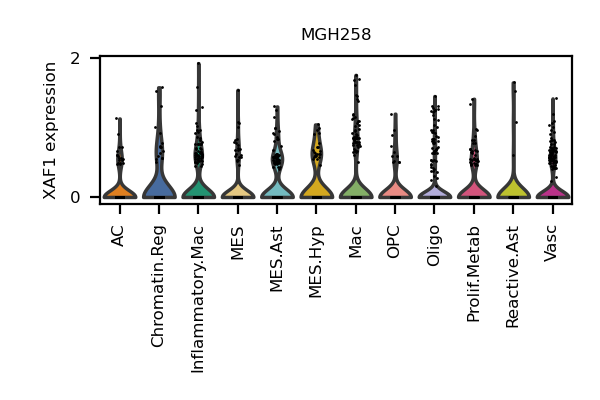 MGH258
XAF1 expression
2
0
AC
Chromatin.Reg
Inflammatory.Mac
MES
MES.Ast
MES.Hyp
Mac
OPC
Oligo
Prolif.Metab
Reactive.Ast
Vasc